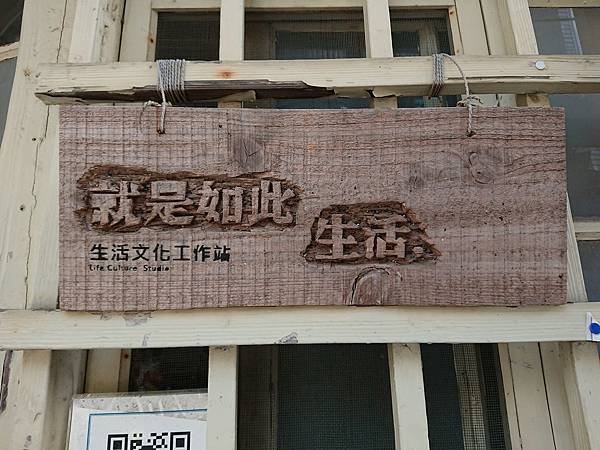 就是如此
生活.
生活文化工作站
Life Culture Studio